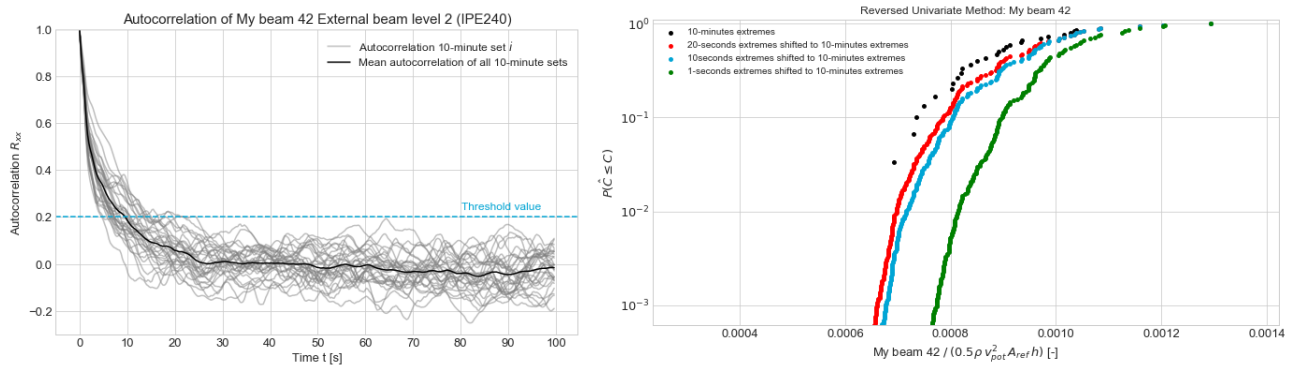 Autocorrelation of My beam 42 External beam level 2 (IPE240)
Autocorrelation 10-minute set i
Mean autocorrelation of all 10-minute sets
Threshold value
Autocorrelation Rxx
1.0
0.8
0.6
0.4
0.2
0.0
−0.2
0 10 20 30 40 50 60 70 80 90 100
Time t [s]
Reversed Univariate Method: My beam 42
10-minutes extremes
20-seconds extremes shifted to 10-minutes extremes
10seconds extremes shifted to 10-minutes extremes
1-seconds extremes shifted to 10-minutes extremes
P(Ĉ ≤ C)
10⁰
10⁻¹
10⁻²
10⁻³
0.0004 0.0006 0.0008 0.0010 0.0012 0.0014
My beam 42 / (0.5 ρ v²pot Aref h) [-]